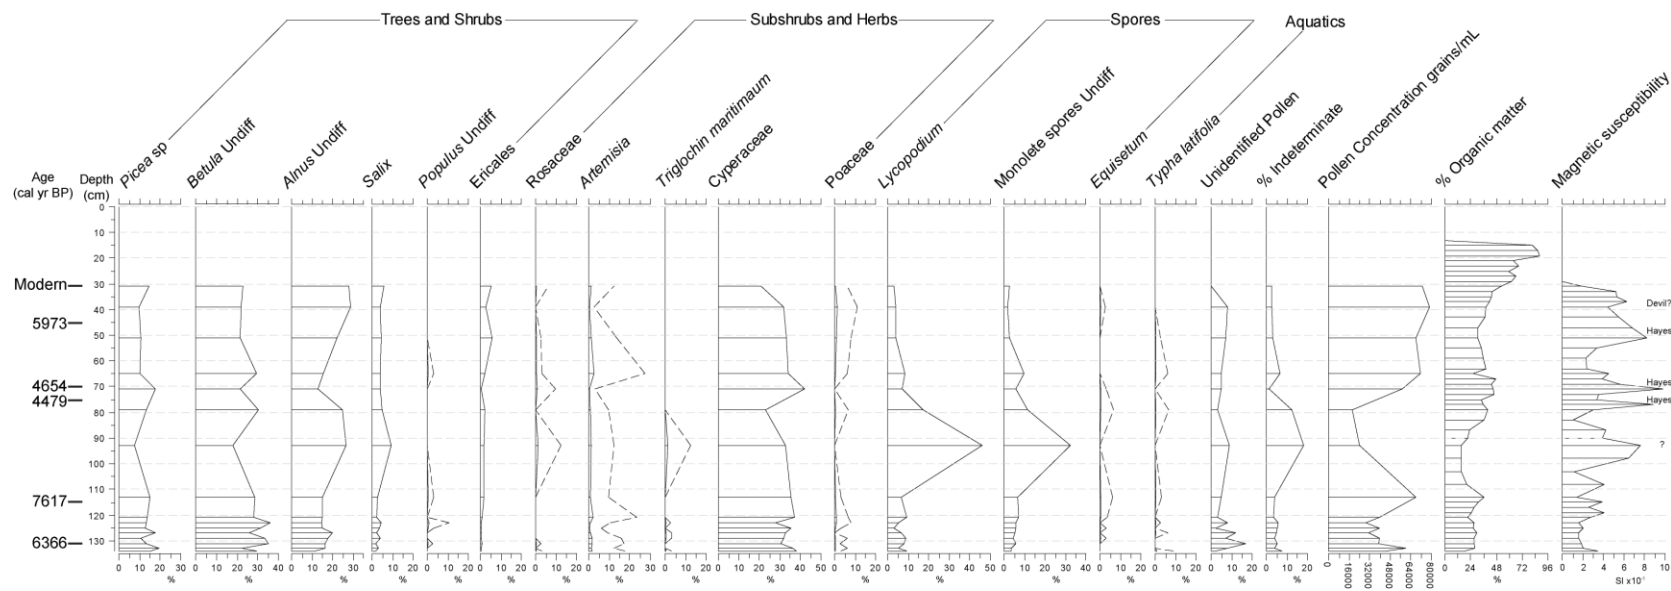 Trees and Shrubs
Subshrubs and Herbs
Spores
Aquatics
Age
(cal yr BP)
Depth
(cm)
Picea sp
Betula Undiff
Alnus Undiff
Salix
Populus Undiff
Ericales
Rosaceae
Artemisia
Triglochin maritimaum
Cyperaceae
Poaceae
Lycopodium
Monolete spores Undiff
Equisetum
Typha latifolia
Unidentified Pollen
% Indeterminate
Pollen Concentration grains/mL
% Organic matter
Magnetic susceptibility
0
10
20
Modern 30
Devil?
40
5973
Hayes
50
60
4654 70
Hayes
4479
Hayes
80
90
?
100
110
7617
120
6366 130
0 10 20 30
0 10 20 30 40
0 10 20 30
0 10 20
0 10 20
0 10 20
0 10 20
0 10 20 30
0 10 20
0 10 20 30 40 50
0 10 20
0 10 20 30 40 50
0 10 20 30 40
0 10 20
0 10 20
0 10 20
0 10 20
0 16000 32000 48000 64000 80000
0 24 48 72 96
0 2 4 6 8 10
% % % % % % % % % % % % % % % % % %